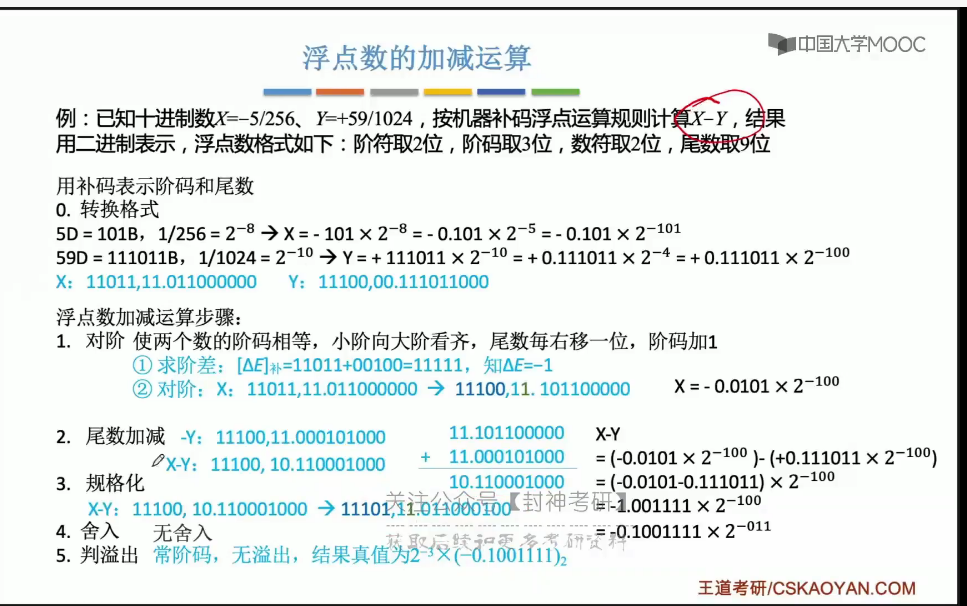 中国大学MOOC
浮点数的加减运算
例：已知十进制数X=−5/256、Y=+59/1024，按机器补码浮点运算规则计算X−Y，结果
用二进制表示，浮点数格式如下：阶符取2位，阶码取3位，数符取2位，尾数取9位
用补码表示阶码和尾数
0. 转换格式
5D = 101B，1/256 = 2⁻⁸ → X = - 101 × 2⁻⁸ = - 0.101 × 2⁻⁵ = - 0.101 × 2⁻¹⁰¹
59D = 111011B，1/1024 = 2⁻¹⁰ → Y = + 111011 × 2⁻¹⁰ = + 0.111011 × 2⁻⁴ = + 0.111011 × 2⁻¹⁰⁰
X：11011,11.011000000 Y：11100,00.111011000
浮点数加减运算步骤：
1. 对阶 使两个数的阶码相等，小阶向大阶看齐，尾数每右移一位，阶码加1
① 求阶差：[ΔE]补=11011+00100=11111，知ΔE=−1
② 对阶：X：11011,11.011000000 → 11100,11. 101100000 X = - 0.0101 × 2⁻¹⁰⁰
2. 尾数加减 -Y：11100,11.000101000 11.101100000 X-Y
X-Y：11100, 10.110001000 + 11.000101000 = (-0.0101 × 2⁻¹⁰⁰ )- (+0.111011 × 2⁻¹⁰⁰)
3. 规格化 10.110001000 = (-0.0101-0.111011) × 2⁻¹⁰⁰
X-Y：11100, 10.110001000 → 11101,11.011000100 = -1.001111 × 2⁻¹⁰⁰
关注公众号【封神考研】
4. 舍入 无舍入 = -0.1001111 × 2⁻⁰¹¹
获取后续和更多考研资料
5. 判溢出 常阶码，无溢出，结果真值为2⁻³×(−0.1001111)₂
王道考研/CSKAOYAN.COM